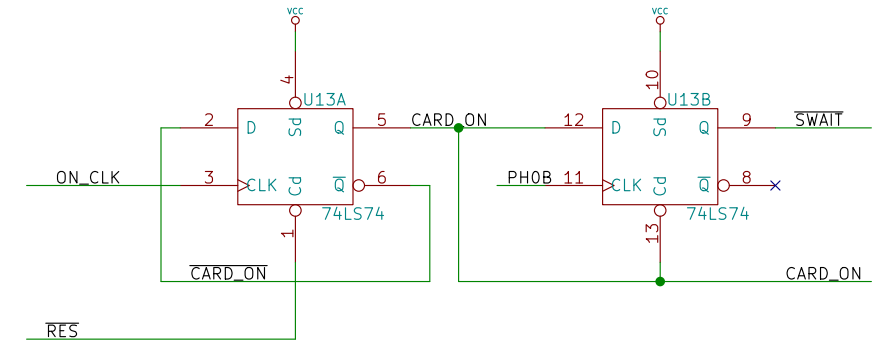 vcc vcc
4 10
U13A U13B
2 D Sd Q 5 CARD_ON 12 D Sd Q 9 SWAIT
ON_CLK 3 CLK Cd Q 6 PH0B 11 CLK Cd Q 8
74LS74 74LS74
1 13
CARD_ON CARD_ON
RES